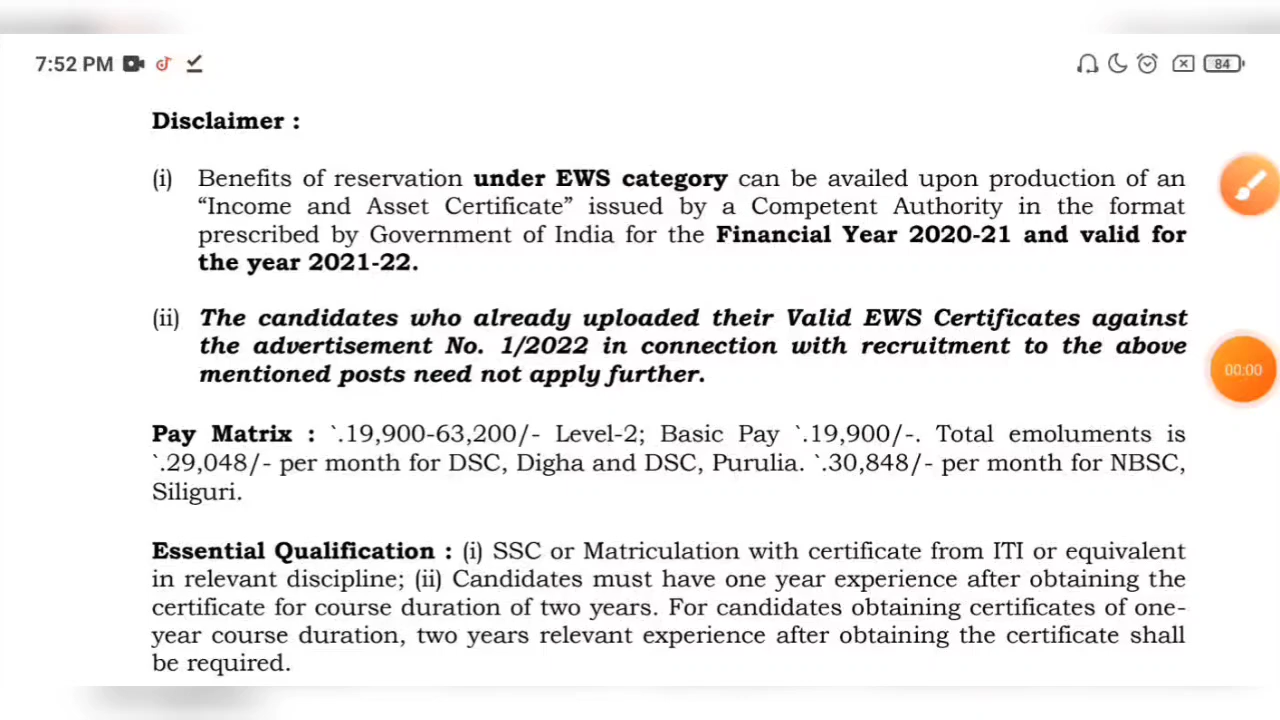 7:52 PM
84
Disclaimer :
(i) Benefits of reservation under EWS category can be availed upon production of an
“Income and Asset Certificate” issued by a Competent Authority in the format
prescribed by Government of India for the Financial Year 2020-21 and valid for
the year 2021-22.
(ii) The candidates who already uploaded their Valid EWS Certificates against
the advertisement No. 1/2022 in connection with recruitment to the above
mentioned posts need not apply further.
00:00
Pay Matrix : `.19,900-63,200/- Level-2; Basic Pay `.19,900/-. Total emoluments is
`.29,048/- per month for DSC, Digha and DSC, Purulia. `.30,848/- per month for NBSC,
Siliguri.
Essential Qualification : (i) SSC or Matriculation with certificate from ITI or equivalent
in relevant discipline; (ii) Candidates must have one year experience after obtaining the
certificate for course duration of two years. For candidates obtaining certificates of one-
year course duration, two years relevant experience after obtaining the certificate shall
be required.